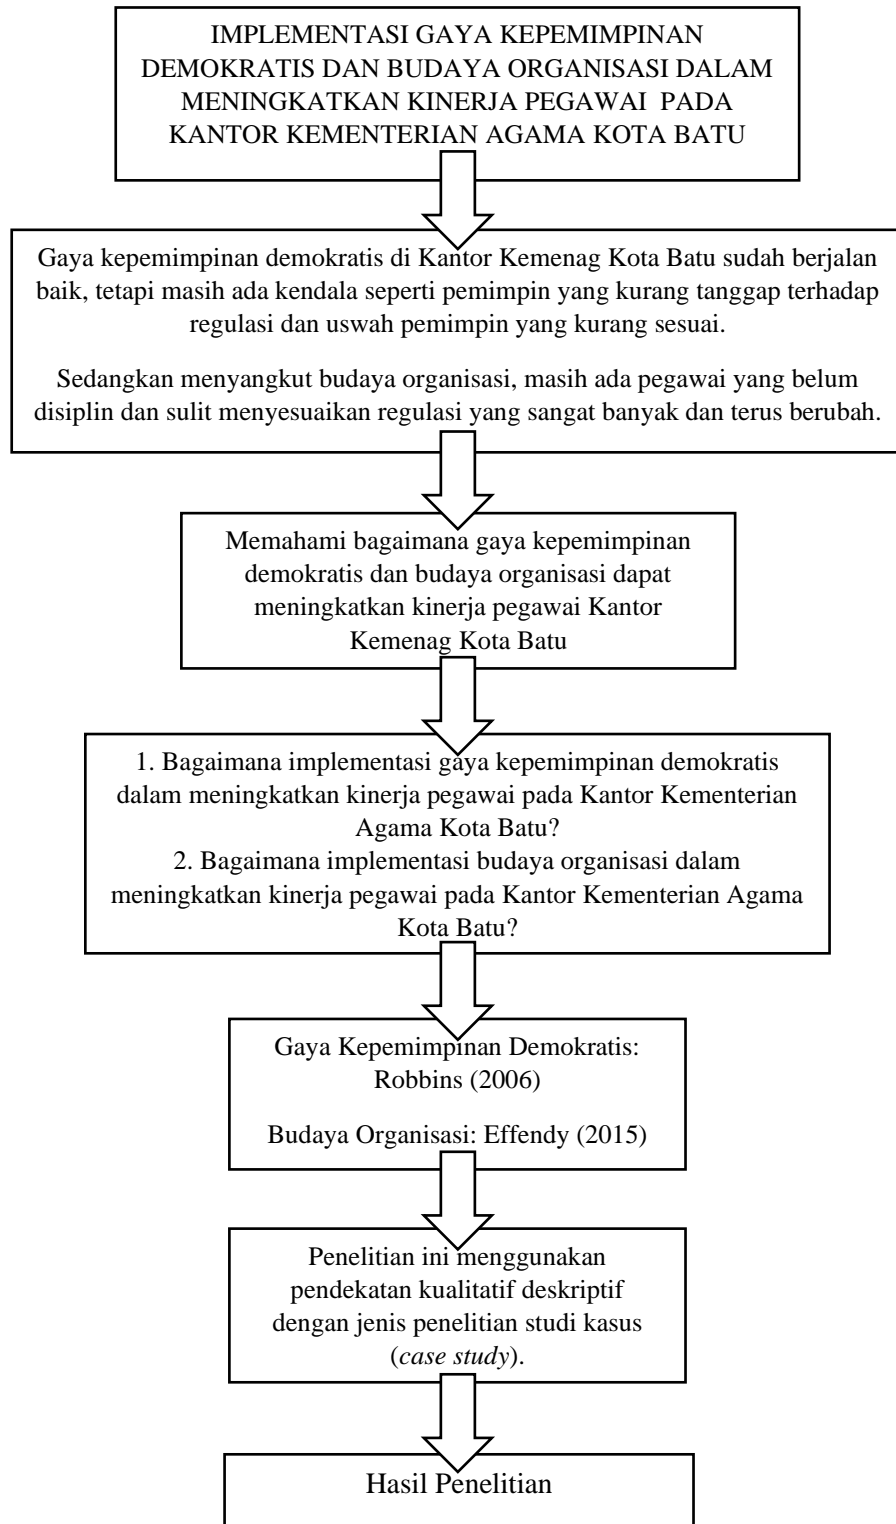 IMPLEMENTASI GAYA KEPEMIMPINAN
DEMOKRATIS DAN BUDAYA ORGANISASI DALAM
MENINGKATKAN KINERJA PEGAWAI PADA
KANTOR KEMENTERIAN AGAMA KOTA BATU
Gaya kepemimpinan demokratis di Kantor Kemenag Kota Batu sudah berjalan
baik, tetapi masih ada kendala seperti pemimpin yang kurang tanggap terhadap
regulasi dan uswah pemimpin yang kurang sesuai.
Sedangkan menyangkut budaya organisasi, masih ada pegawai yang belum
disiplin dan sulit menyesuaikan regulasi yang sangat banyak dan terus berubah.
Memahami bagaimana gaya kepemimpinan
demokratis dan budaya organisasi dapat
meningkatkan kinerja pegawai Kantor
Kemenag Kota Batu
1. Bagaimana implementasi gaya kepemimpinan demokratis
dalam meningkatkan kinerja pegawai pada Kantor Kementerian
Agama Kota Batu?
2. Bagaimana implementasi budaya organisasi dalam
meningkatkan kinerja pegawai pada Kantor Kementerian Agama
Kota Batu?
Gaya Kepemimpinan Demokratis:
Robbins (2006)
Budaya Organisasi: Effendy (2015)
Penelitian ini menggunakan
pendekatan kualitatif deskriptif
dengan jenis penelitian studi kasus
(case study).
Hasil Penelitian